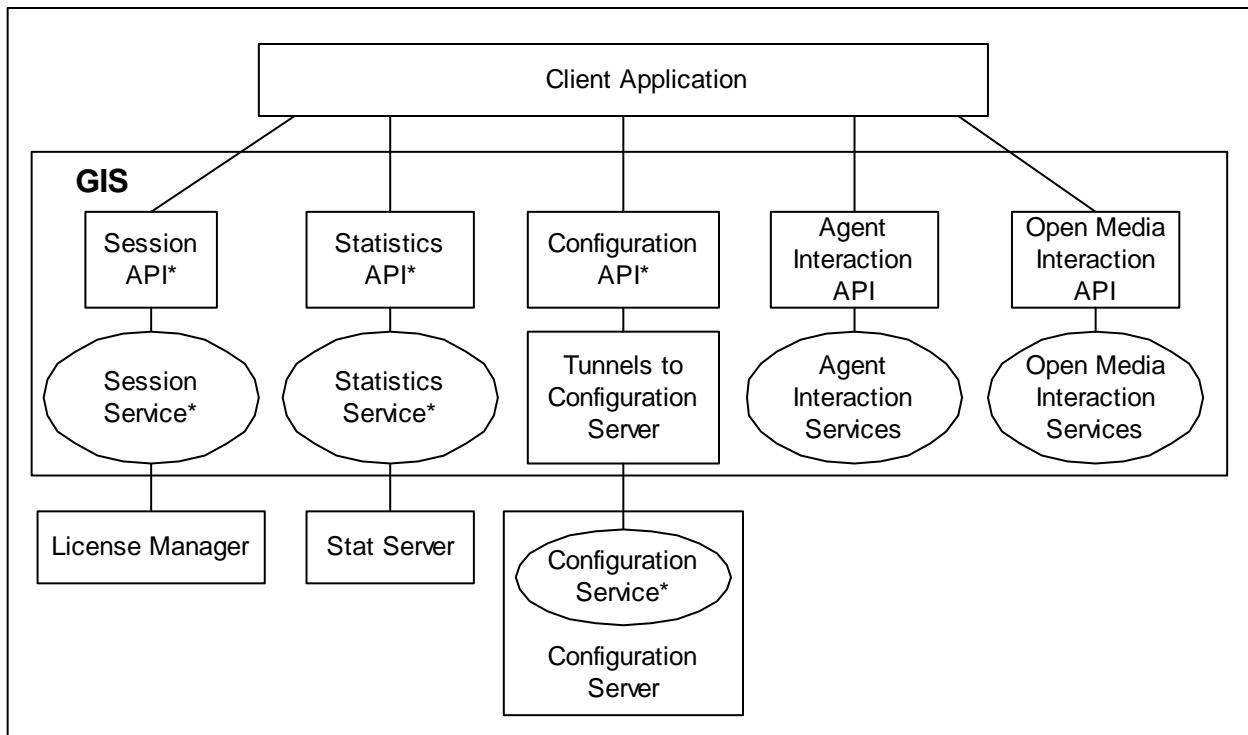 Client Application
GIS
Session
API*
Statistics
API*
Configuration
API*
Agent
Interaction
API
Open Media
Interaction
API
Session
Service*
Statistics
Service*
Tunnels to
Configuration
Server
Agent
Interaction
Services
Open Media
Interaction
Services
License Manager
Stat Server
Configuration
Service*
Configuration
Server